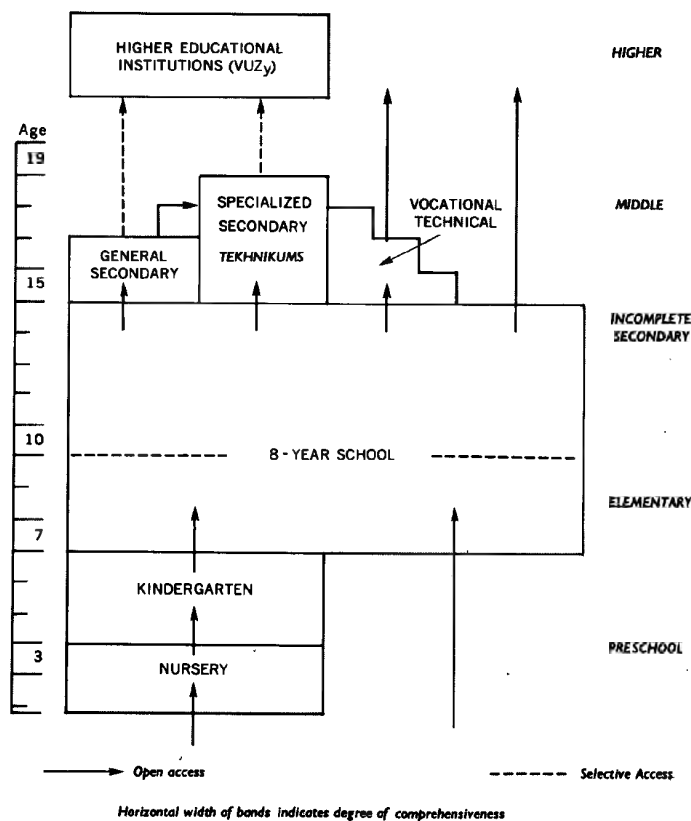 HIGHER EDUCATIONAL
INSTITUTIONS (VUZy)
HIGHER
Age
19
SPECIALIZED
SECONDARY
TEKHNIKUMS
VOCATIONAL
TECHNICAL
MIDDLE
GENERAL
SECONDARY
15
INCOMPLETE
SECONDARY
10
8-YEAR SCHOOL
ELEMENTARY
7
KINDERGARTEN
3
NURSERY
PRESCHOOL
Open access
Selective Access
Horizontal width of bands indicates degree of comprehensiveness